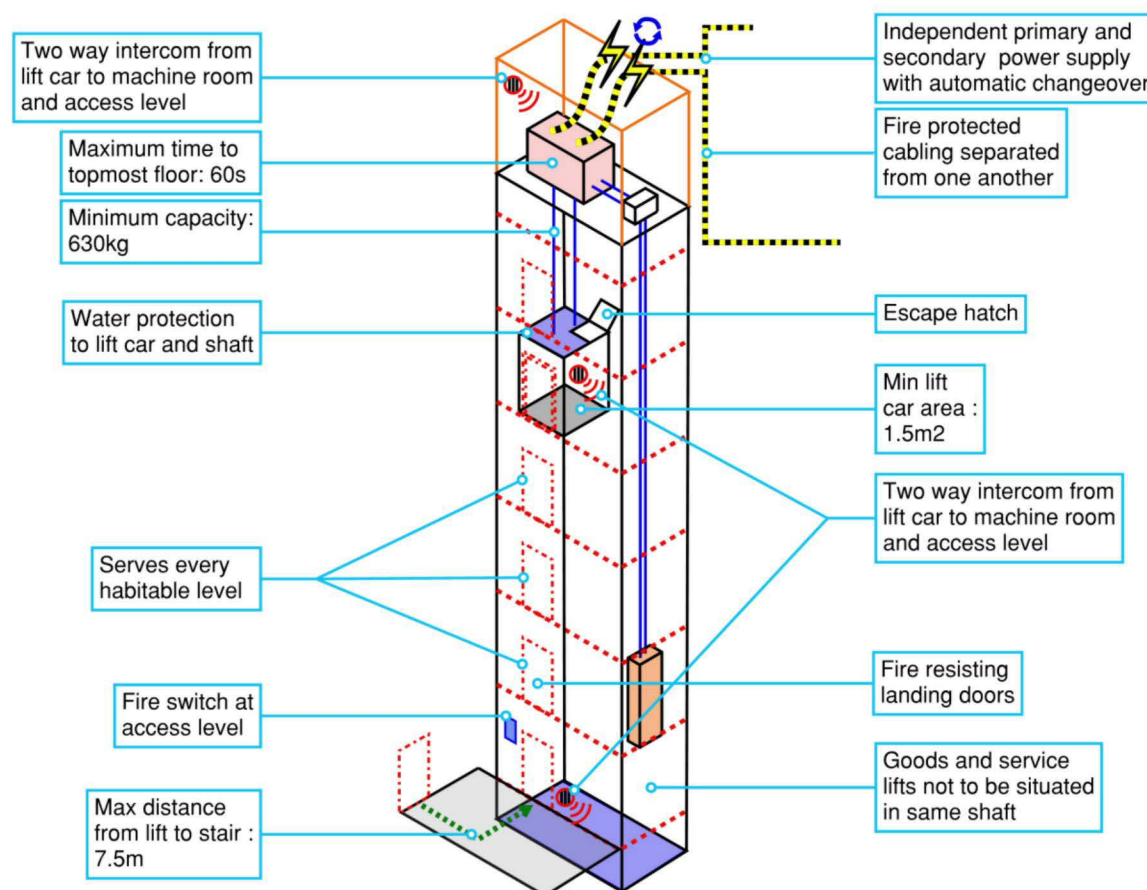 Two way intercom from
lift car to machine room
and access level
Maximum time to
topmost floor: 60s
Minimum capacity:
630kg
Water protection
to lift car and shaft
Serves every
habitable level
Fire switch at
access level
Max distance
from lift to stair :
7.5m
Independent primary and
secondary power supply
with automatic changeover
Fire protected
cabling separated
from one another
Escape hatch
Min lift
car area :
1.5m2
Two way intercom from
lift car to machine room
and access level
Fire resisting
landing doors
Goods and service
lifts not to be situated
in same shaft